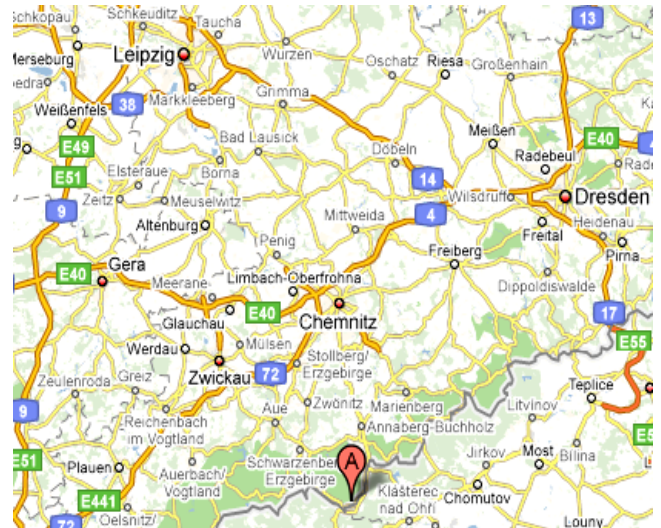 Schkopau
Schkeuditz
Taucha
13
Merseburg
Leipzig
Wurzen
Oschatz
Riesa
Großenhain
Markkleeberg
Grimma
38
Weißenfels
Meißen
E49
Bad Lausick
Döbeln
Radebeul
E40
4
E51
Elsteraue
Borna
14
Wilsdruff
Dresden
Zeitz
Meuselwitz
9
Altenburg
Mittweida
4
Freital
Heidenau
Pirna
Penig
Freiberg
Gera
E40
Meerane
Limbach-Oberfrohna
Dippoldiswalde
Glauchau
E40
Chemnitz
17
Werdau
Mülsen
Stollberg/
Erzgebirge
E55
Zwickau
72
Zeulenroda
Greiz
Marienberg
Litvínov
Teplice
9
Reichenbach
im Vogtland
Aue
Zwönitz
Annaberg-Buchholz
E51
Plauen
Auerbach/
Vogtland
Schwarzenber
Erzgebirge
A
Jirkov
Most
Bílina
Klášterec
nad Ohří
Chomutov
E441
Oelsnitz/
72
Louny